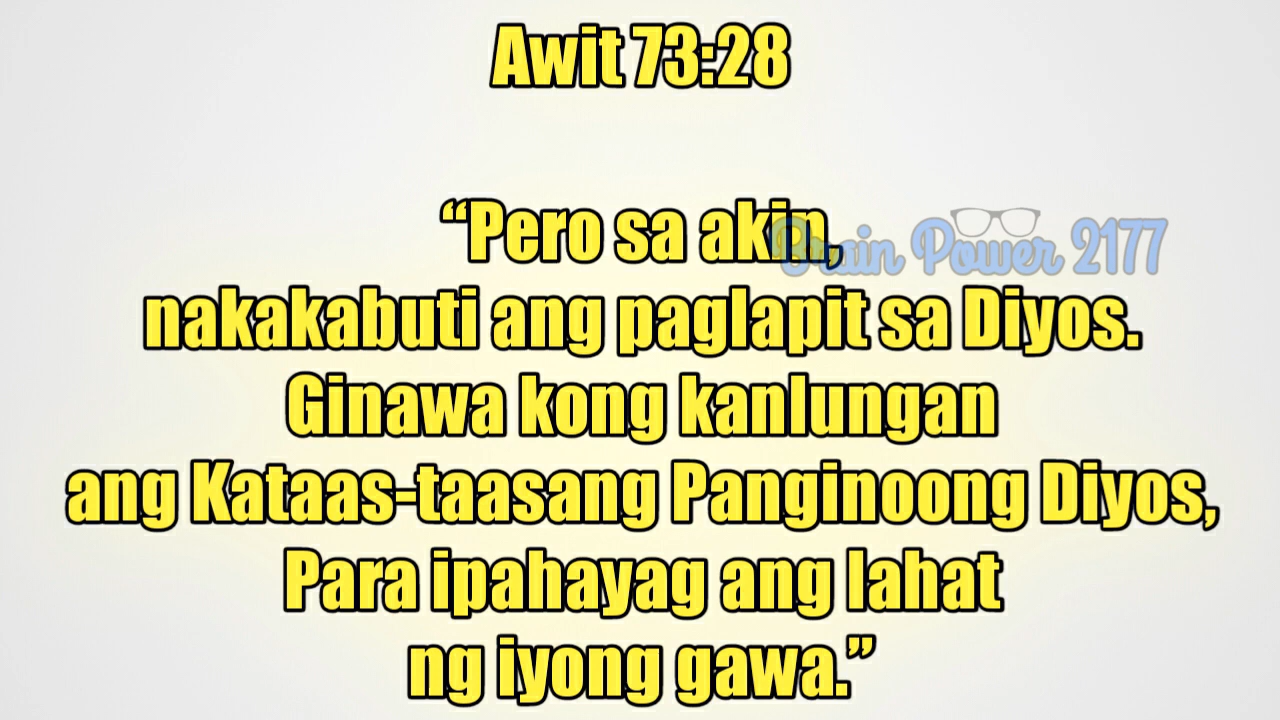 Awit 73:28
“Pero sa akin,
Brain Power 2177
nakakabuti ang paglapit sa Diyos.
Ginawa kong kanlungan
ang Kataas-taasang Panginoong Diyos,
Para ipahayag ang lahat
ng iyong gawa.”